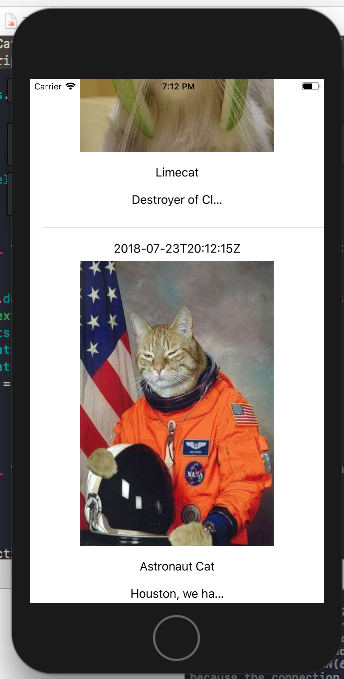 Carrier
7:12 PM
Limecat
Destroyer of Cl...
2018-07-23T20:12:15Z
NASA
Astronaut Cat
Houston, we ha...
because the connection